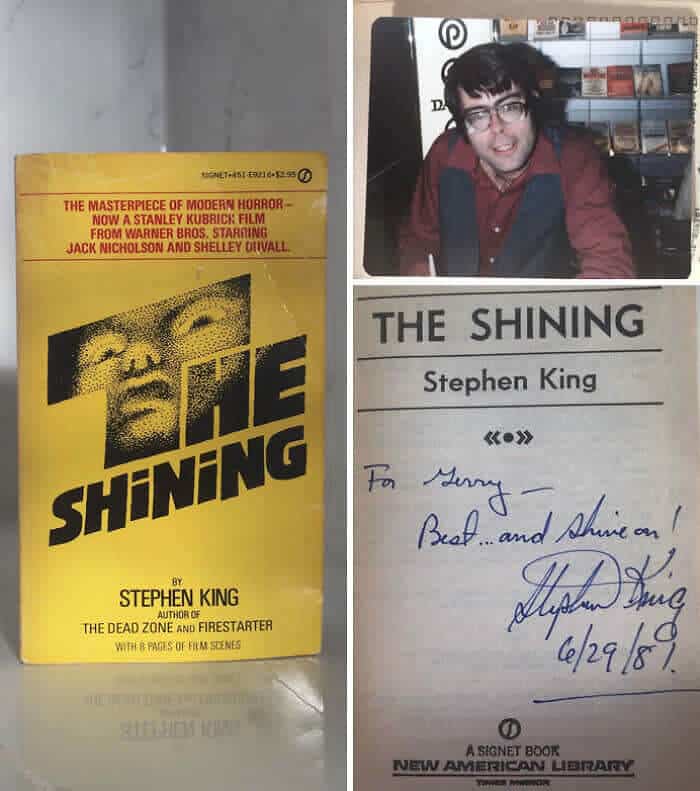 SIGNET•451-E9216•$2.95
THE MASTERPIECE OF MODERN HORROR—
NOW A STANLEY KUBRICK FILM
FROM WARNER BROS. STARRING
JACK NICHOLSON AND SHELLEY DUVALL.
THE
SHiNiNG
BY
STEPHEN KING
AUTHOR OF
THE DEAD ZONE AND FIRESTARTER
WITH 8 PAGES OF FILM SCENES
THE SHINING
Stephen King
For Gerry —
Best...and shine on!
Stephen King
6/29/81.
A SIGNET BOOK
NEW AMERICAN LIBRARY
TIMES MIRROR